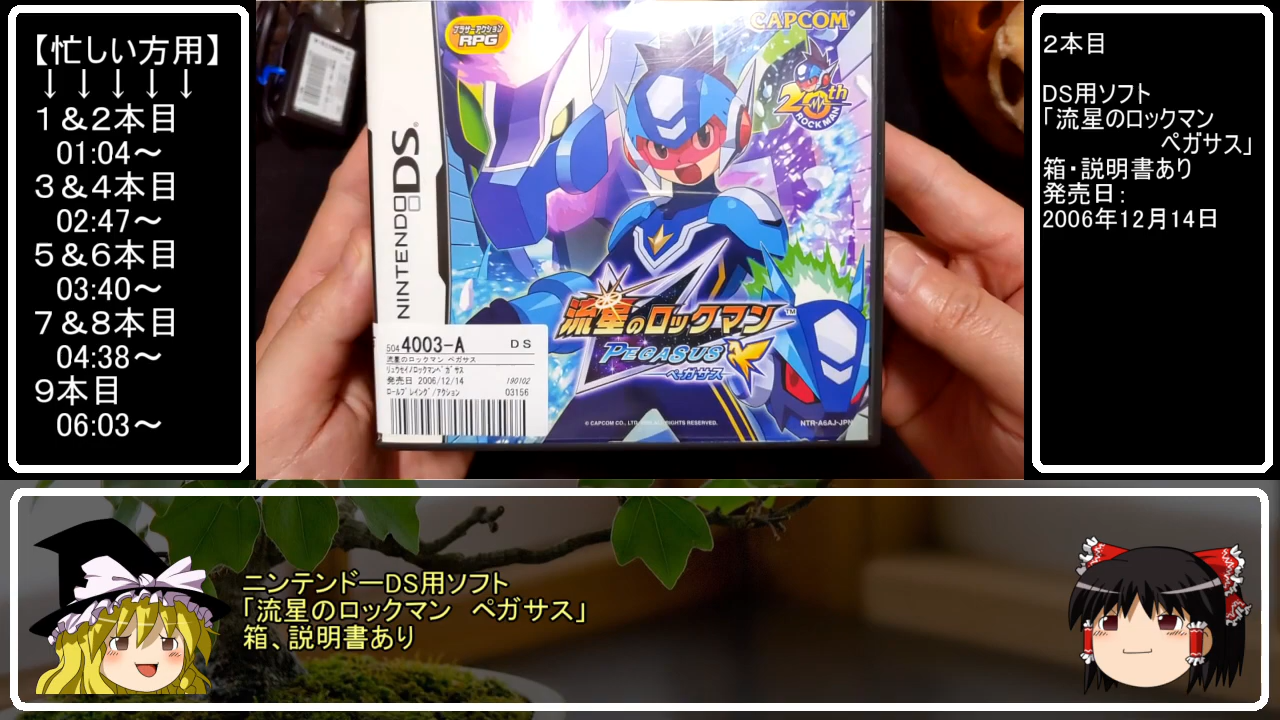 【忙しい方用】
↓ ↓ ↓ ↓ ↓
1&2本目
01:04~
3&4本目
02:47~
5&6本目
03:40~
7&8本目
04:38~
9本目
06:03~
ブラザーアクション
RPG
CAPCOM
20th
ROCKMAN
NINTENDO DS
流星のロックマン™
PEGASUS
ペガサス
504 4003-A DS
流星のロックマン ペガサス
リュウセイノロックマンペガサス
発売日 2006/12/14 190102
ロールプレイング/アクション 03156
NTR-A6AJ-JPN
2本目
DS用ソフト
「流星のロックマン
ペガサス」
箱・説明書あり
発売日:
2006年12月14日
ニンテンドーDS用ソフト
「流星のロックマン ペガサス」
箱、説明書あり